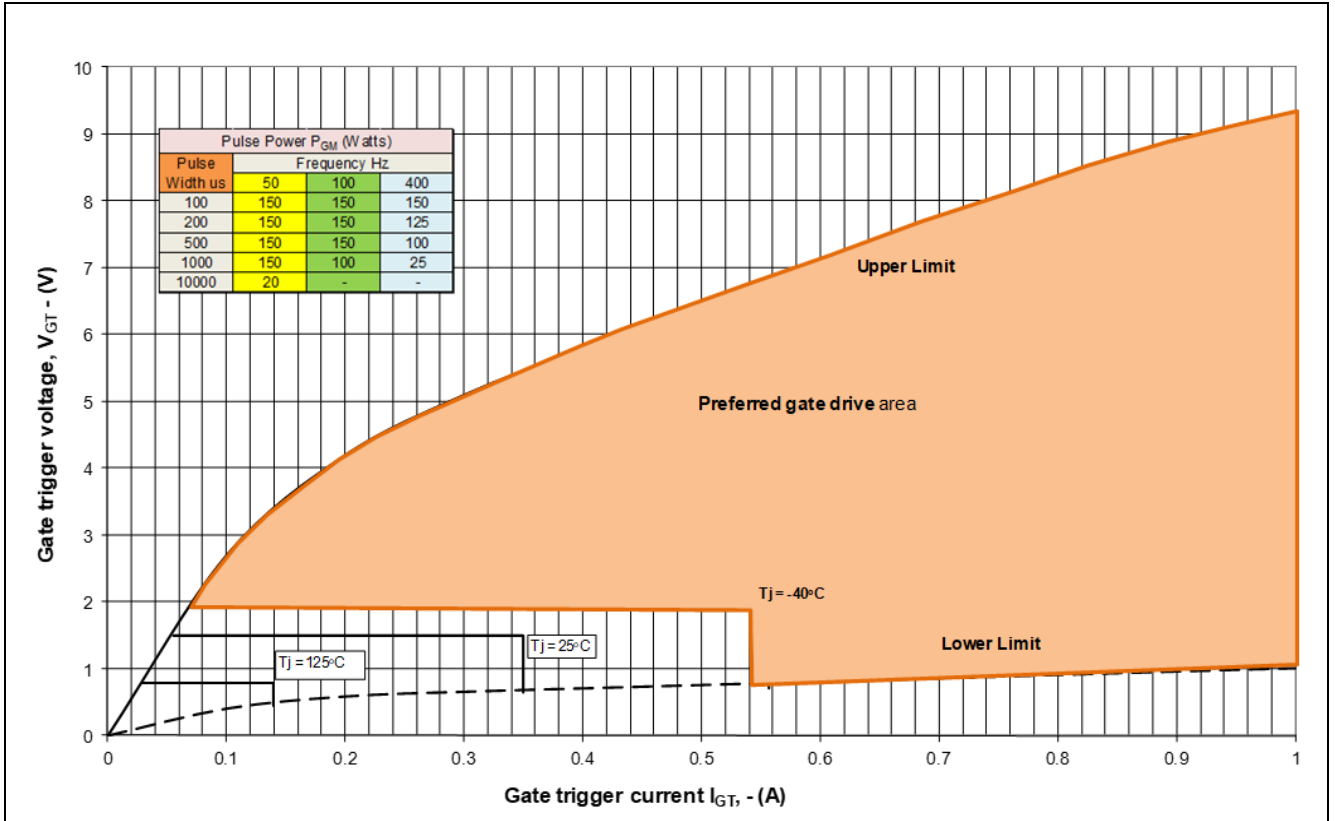 Pulse Power PGM (Watts)
Pulse Width us
Frequency Hz
50 100 400
100 150 150 150
200 150 150 125
500 150 150 100
1000 150 100 25
10000 20 - -
10
9
8
7
6
5
4
3
2
1
0
Gate trigger voltage, VGT - (V)
Upper Limit
Preferred gate drive area
Tj = -40°C
Tj = 25°C
Tj = 125°C
Lower Limit
0 0.1 0.2 0.3 0.4 0.5 0.6 0.7 0.8 0.9 1
Gate trigger current IGT, - (A)